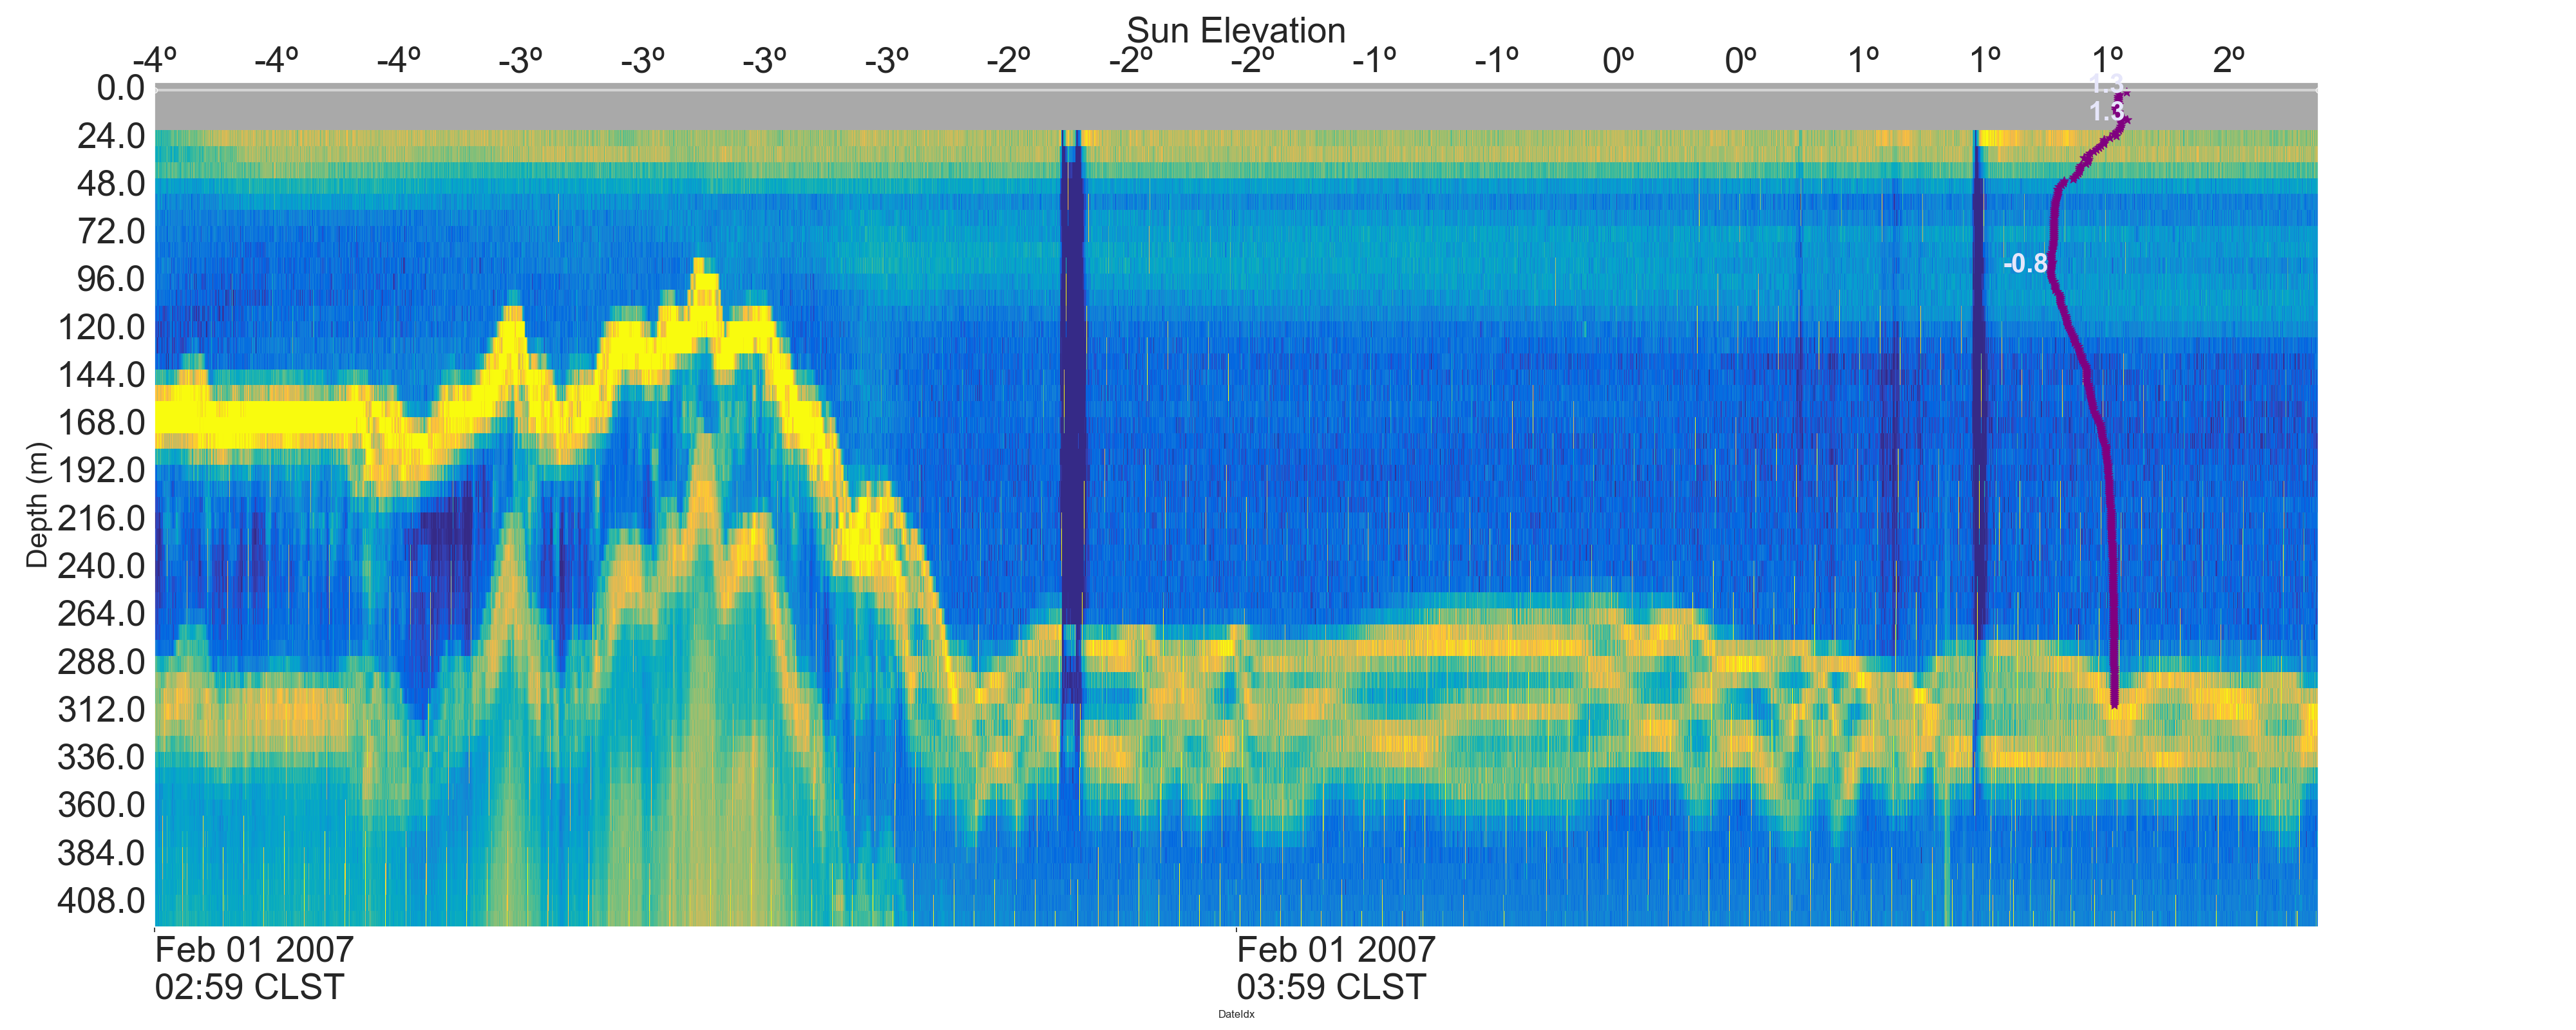 Sun Elevation
-4º -4º -4º -3º -3º -3º -3º -2º -2º -2º -1º -1º 0º 0º 1º 1º 1º 2º
0.0
24.0
48.0
72.0
96.0
120.0
144.0
168.0
192.0
216.0
240.0
264.0
288.0
312.0
336.0
360.0
384.0
408.0
Depth (m)
1.3
1.3
-0.8
Feb 01 2007
02:59 CLST
Feb 01 2007
03:59 CLST
DateIdx